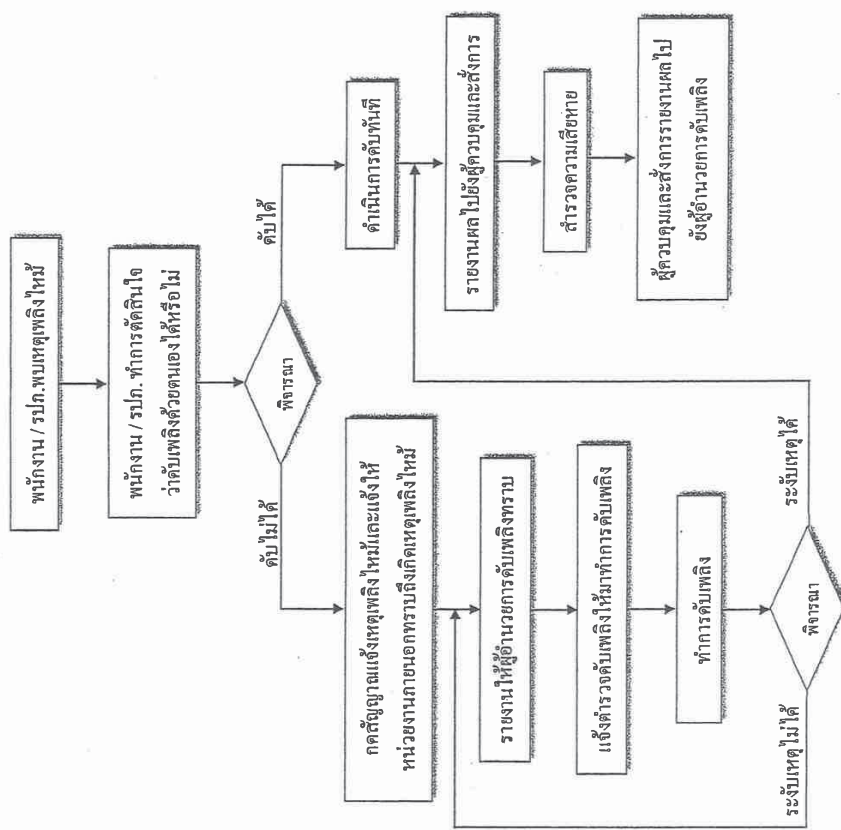 พนักงาน / รปภ.พบเหตุเพลิงไหม้
พนักงาน / รปภ. ทำการตัดสินใจ
ว่าดับเพลิงด้วยตนเองได้หรือไม่
พิจารณา
ดับไม่ได้
ดับได้
กดสัญญาณแจ้งเหตุเพลิงไหม้และแจ้งให้
หน่วยงานภายนอกทราบถึงเกิดเหตุเพลิงไหม้
รายงานให้ผู้อำนวยการดับเพลิงทราบ
แจ้งตำรวจดับเพลิงให้มาทำการดับเพลิง
ทำการดับเพลิง
พิจารณา
ระงับเหตุไม่ได้
ระงับเหตุได้
ดำเนินการดับทันที
รายงานผลไปยังผู้ควบคุมและสั่งการ
สำรวจความเสียหาย
ผู้ควบคุมและสั่งการรายงานผลไป
ยังผู้อำนวยการดับเพลิง